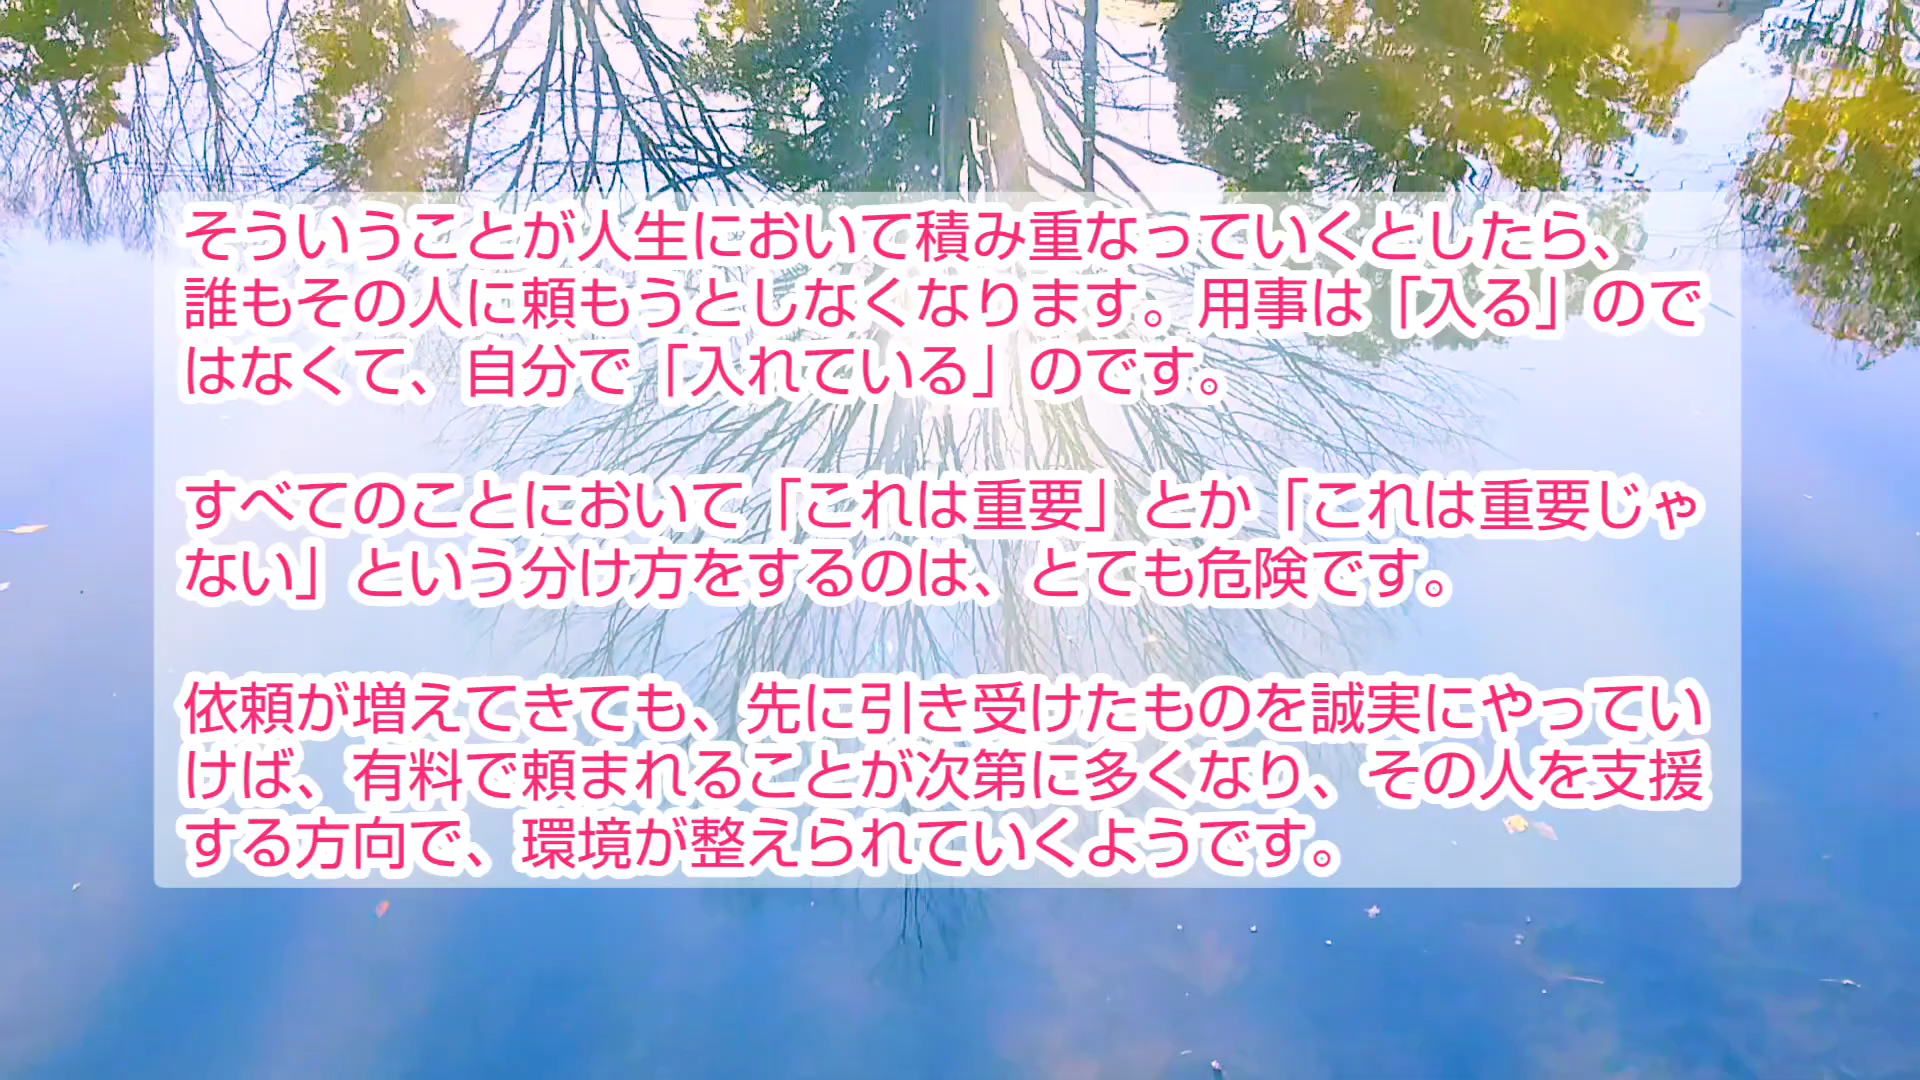 そういうことが人生において積み重なっていくとしたら、
誰もその人に頼もうとしなくなります。用事は「入る」ので
はなくて、自分で「入れている」のです。
すべてのことにおいて「これは重要」とか「これは重要じゃ
ない」という分け方をするのは、とても危険です。
依頼が増えてきても、先に引き受けたものを誠実にやってい
けば、有料で頼まれることが次第に多くなり、その人を支援
する方向で、環境が整えられていくようです。